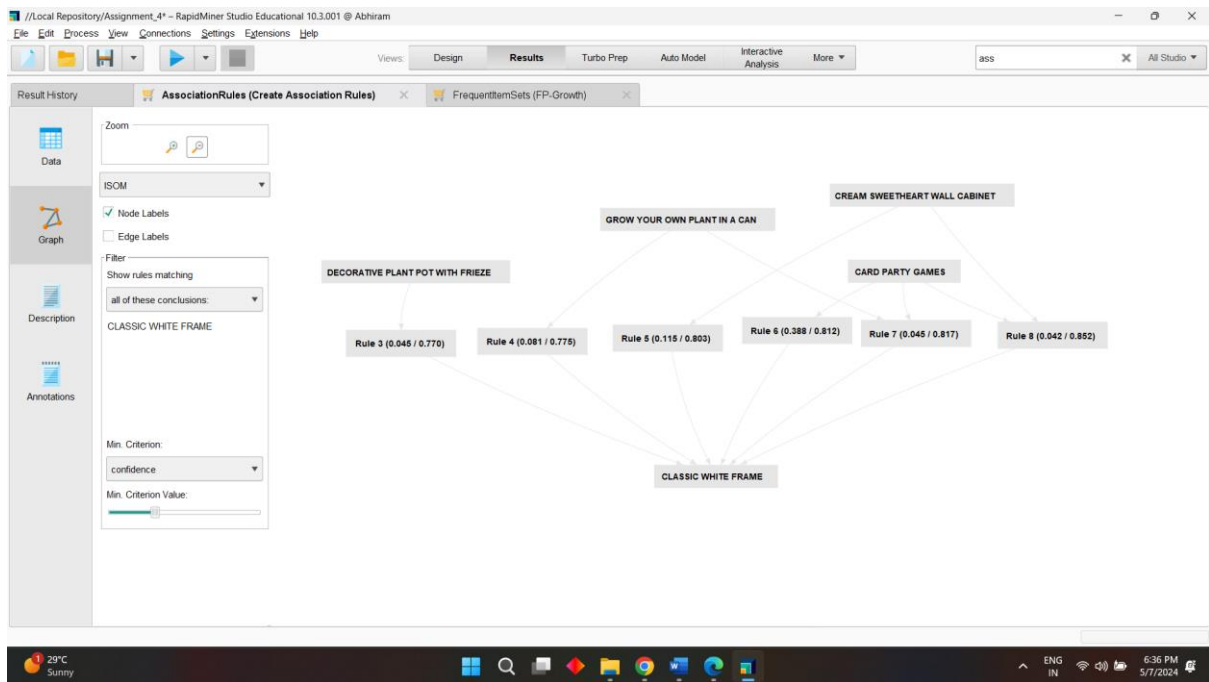 //Local Repository/Assignment_4* – RapidMiner Studio Educational 10.3.001 @ Abhiram
File Edit Process View Connections Settings Extensions Help
Views: Design Results Turbo Prep Auto Model Interactive Analysis More ass All Studio
Result History AssociationRules (Create Association Rules) FrequentItemSets (FP-Growth)
Data
Graph
Description
Annotations
Zoom
ISOM
Node Labels
Edge Labels
Filter
Show rules matching
all of these conclusions:
CLASSIC WHITE FRAME
Min. Criterion:
confidence
Min. Criterion Value:
CREAM SWEETHEART WALL CABINET
GROW YOUR OWN PLANT IN A CAN
DECORATIVE PLANT POT WITH FRIEZE
CARD PARTY GAMES
Rule 3 (0.045 / 0.770)
Rule 4 (0.081 / 0.775)
Rule 5 (0.115 / 0.803)
Rule 6 (0.388 / 0.812)
Rule 7 (0.045 / 0.817)
Rule 8 (0.042 / 0.852)
CLASSIC WHITE FRAME
1
29°C
Sunny
ENG
IN
6:36 PM
5/7/2024